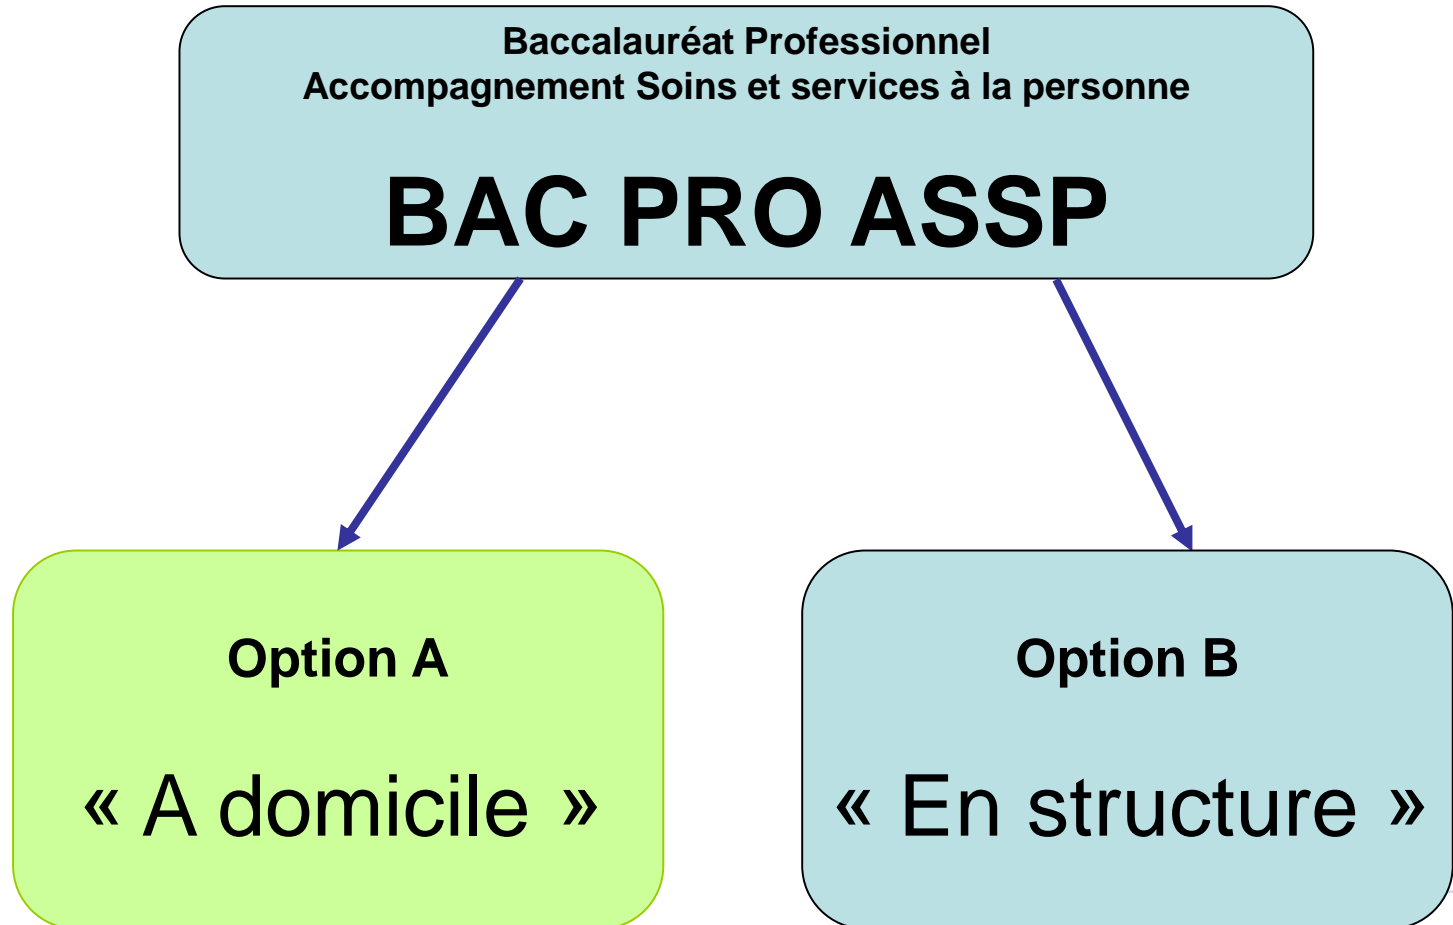 Baccalauréat Professionnel
Accompagnement Soins et services à la personne
BAC PRO ASSP
Option A
« A domicile »
Option B
« En structure »